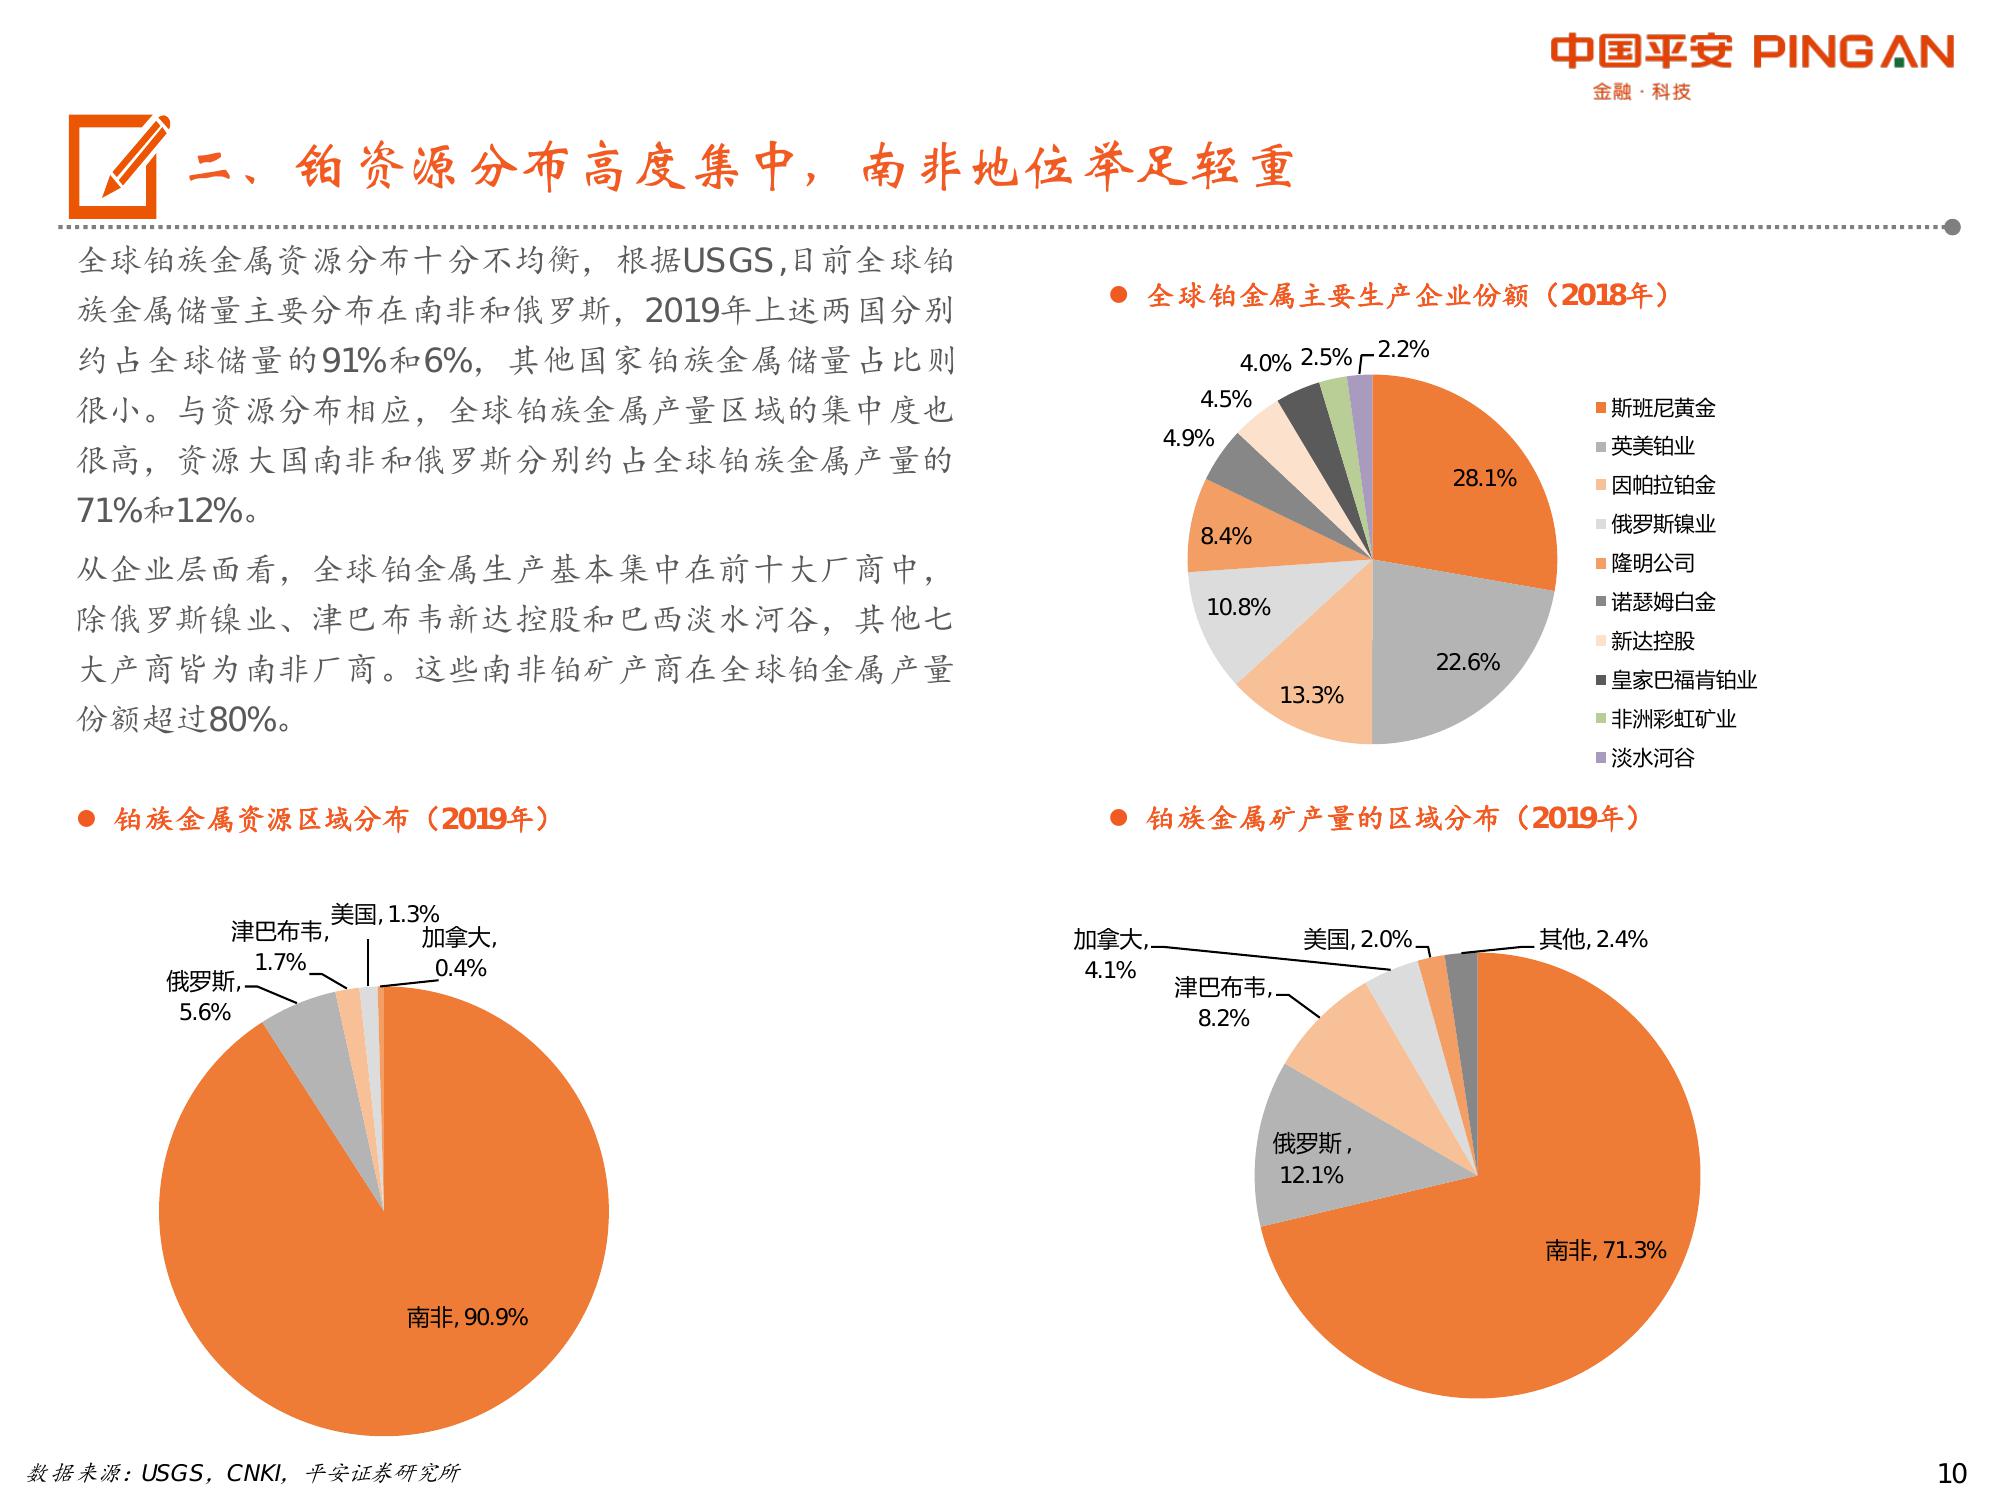 中国平安 PING AN
金融·科技
二、铂资源分布高度集中，南非地位举足轻重
全球铂族金属资源分布十分不均衡，根据USGS,目前全球铂
族金属储量主要分布在南非和俄罗斯，2019年上述两国分别
约占全球储量的91%和6%，其他国家铂族金属储量占比则
很小。与资源分布相应，全球铂族金属产量区域的集中度也
很高，资源大国南非和俄罗斯分别约占全球铂族金属产量的
71%和12%。
从企业层面看，全球铂金属生产基本集中在前十大厂商中，
除俄罗斯镍业、津巴布韦新达控股和巴西淡水河谷，其他七
大产商皆为南非厂商。这些南非铂矿产商在全球铂金属产量
份额超过80%。
全球铂金属主要生产企业份额（2018年）
28.1%
22.6%
13.3%
10.8%
8.4%
4.9%
4.5%
4.0%
2.5%
2.2%
斯班尼黄金
英美铂业
因帕拉铂金
俄罗斯镍业
隆明公司
诺瑟姆白金
新达控股
皇家巴福肯铂业
非洲彩虹矿业
淡水河谷
铂族金属资源区域分布（2019年）
俄罗斯,
5.6%
津巴布韦,
1.7%
美国, 1.3%
加拿大,
0.4%
南非, 90.9%
铂族金属矿产量的区域分布（2019年）
加拿大,
4.1%
津巴布韦,
8.2%
美国, 2.0%
其他, 2.4%
俄罗斯,
12.1%
南非, 71.3%
数据来源: USGS，CNKI，平安证券研究所
10